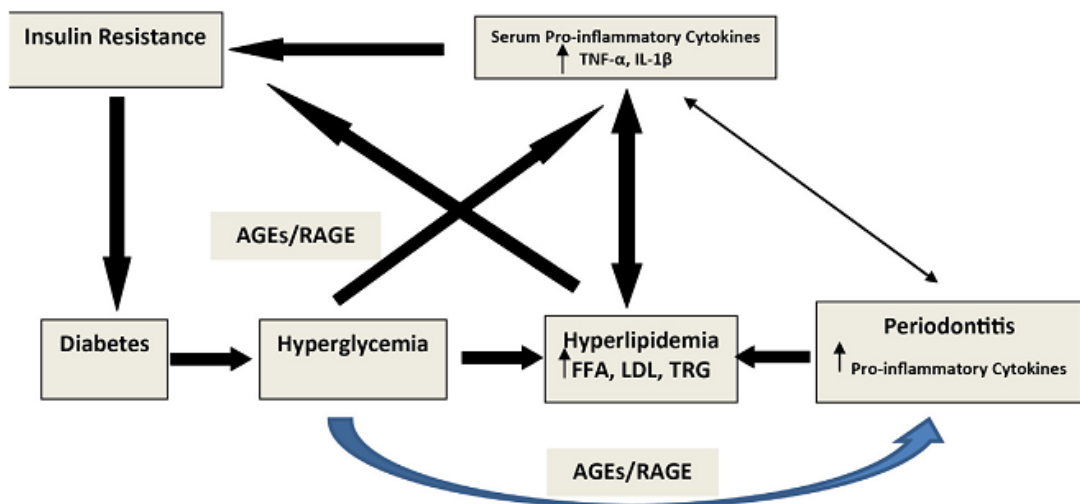 Insulin Resistance
Serum Pro-inflammatory Cytokines
TNF-α, IL-1β
AGEs/RAGE
Diabetes
Hyperglycemia
Hyperlipidemia
FFA, LDL, TRG
Periodontitis
Pro-inflammatory Cytokines
AGEs/RAGE